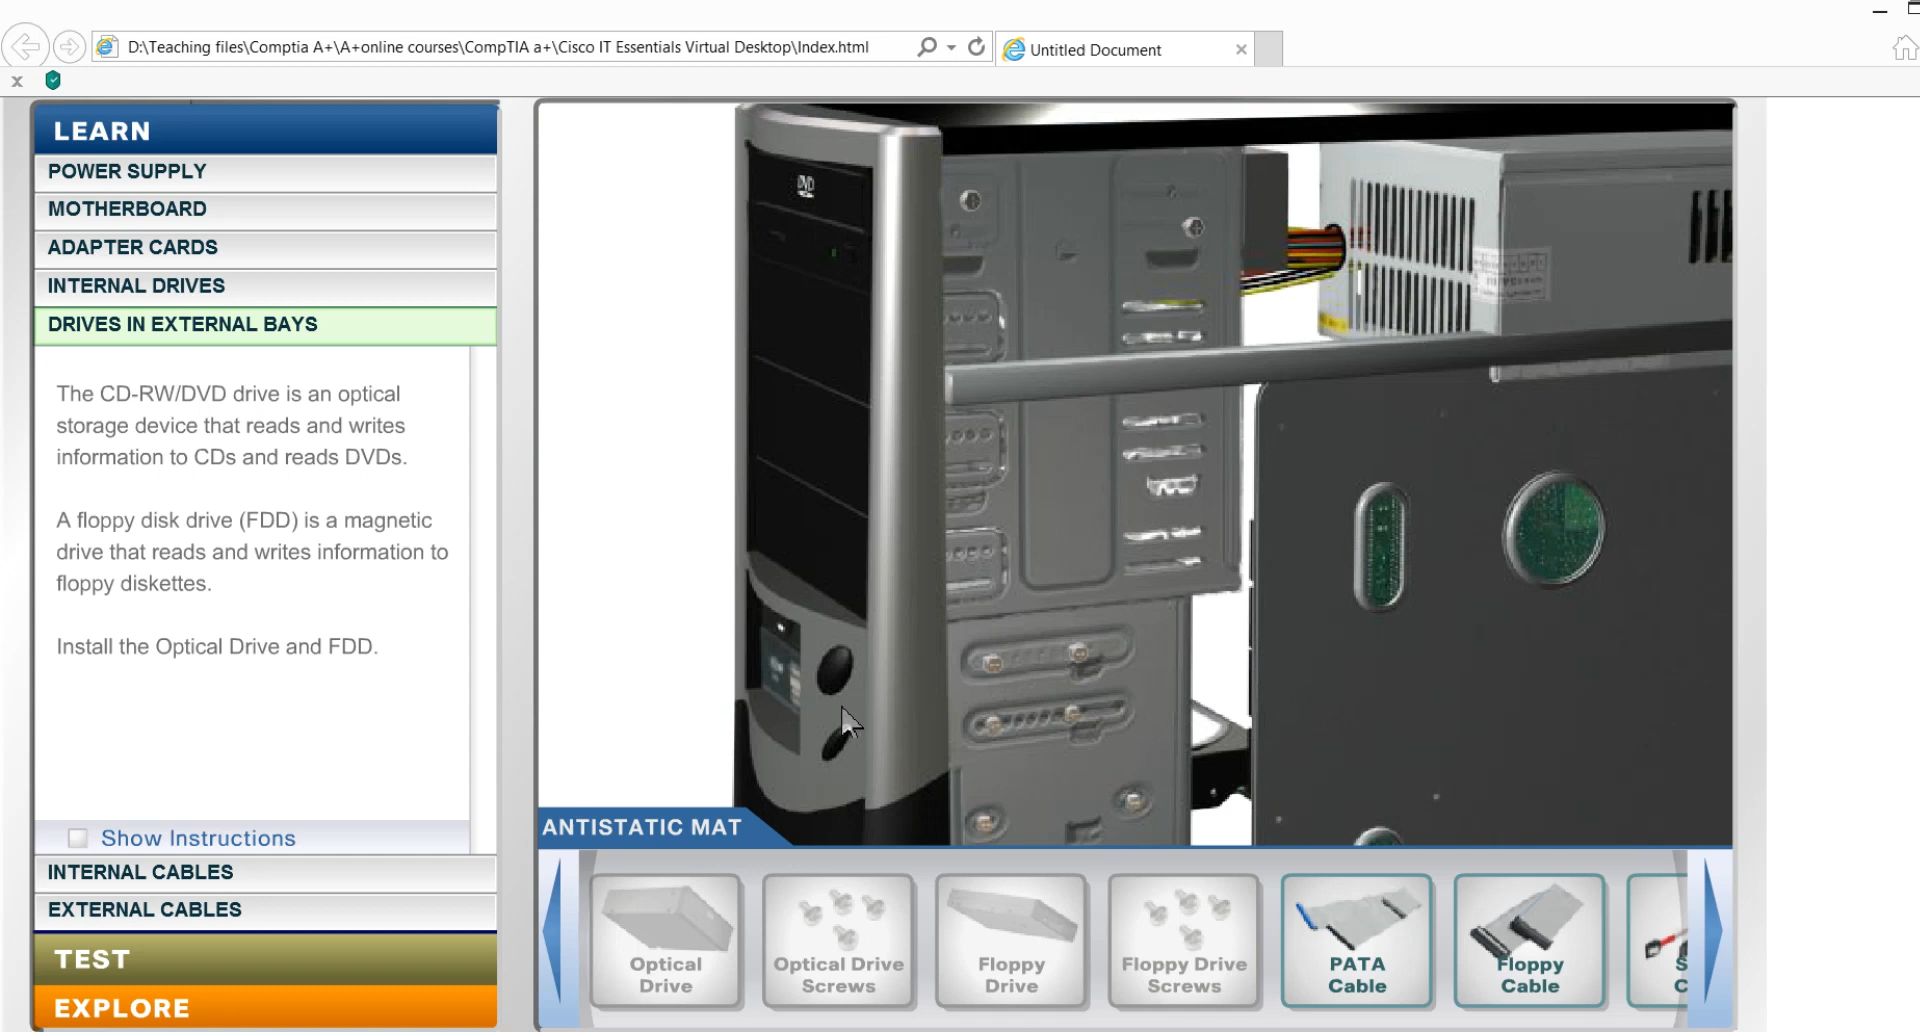 D:\Teaching files\Comptia A+\A+online courses\CompTIA a+\Cisco IT Essentials Virtual Desktop\Index.html
Untitled Document
x
LEARN
POWER SUPPLY
MOTHERBOARD
ADAPTER CARDS
INTERNAL DRIVES
DRIVES IN EXTERNAL BAYS
The CD-RW/DVD drive is an optical
storage device that reads and writes
information to CDs and reads DVDs.
A floppy disk drive (FDD) is a magnetic
drive that reads and writes information to
floppy diskettes.
Install the Optical Drive and FDD.
Show Instructions
INTERNAL CABLES
EXTERNAL CABLES
TEST
EXPLORE
DVD
ANTISTATIC MAT
Optical
Drive
Optical Drive
Screws
Floppy
Drive
Floppy Drive
Screws
PATA
Cable
Floppy
Cable
S
C